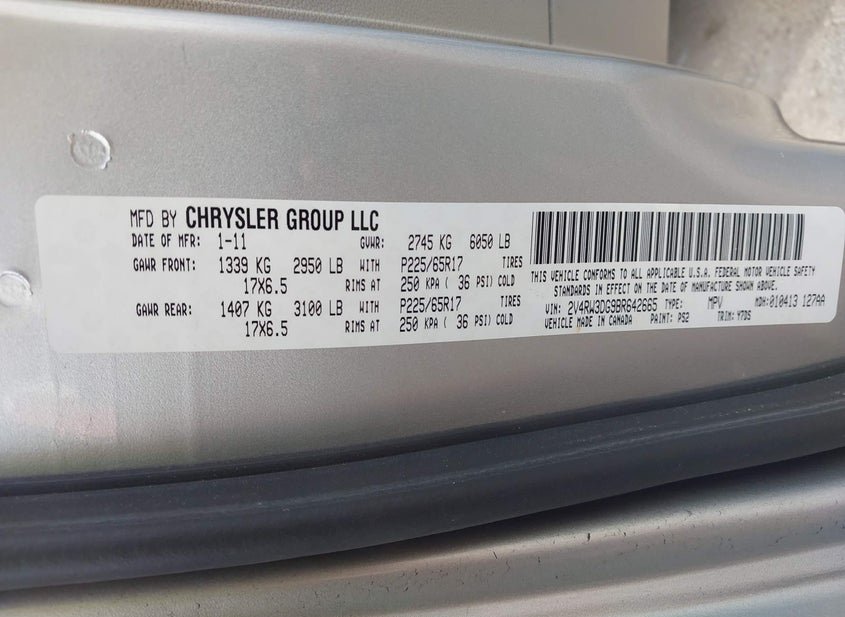 MFD BY CHRYSLER GROUP LLC
DATE OF MFR: 1-11 GVWR: 2745 KG 6050 LB
GAWR FRONT: 1339 KG 2950 LB WITH P225/65R17 TIRES
17X6.5 RIMS AT 250 KPA ( 36 PSI) COLD
GAWR REAR: 1407 KG 3100 LB WITH P225/65R17 TIRES
17X6.5 RIMS AT 250 KPA ( 36 PSI) COLD
THIS VEHICLE CONFORMS TO ALL APPLICABLE U.S.A. FEDERAL MOTOR VEHICLE SAFETY
STANDARDS IN EFFECT ON THE DATE OF MANUFACTURE SHOWN ABOVE.
VIN: 2V4RW3DG9BR642665 TYPE: MPV MDH: 010413 127AA
VEHICLE MADE IN CANADA PAINT: PS2 TRIM: Y7DS